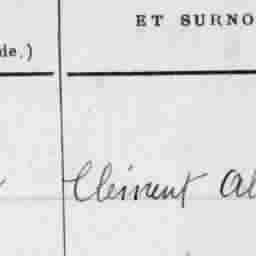 ET SURNO
de.)
Clément Al